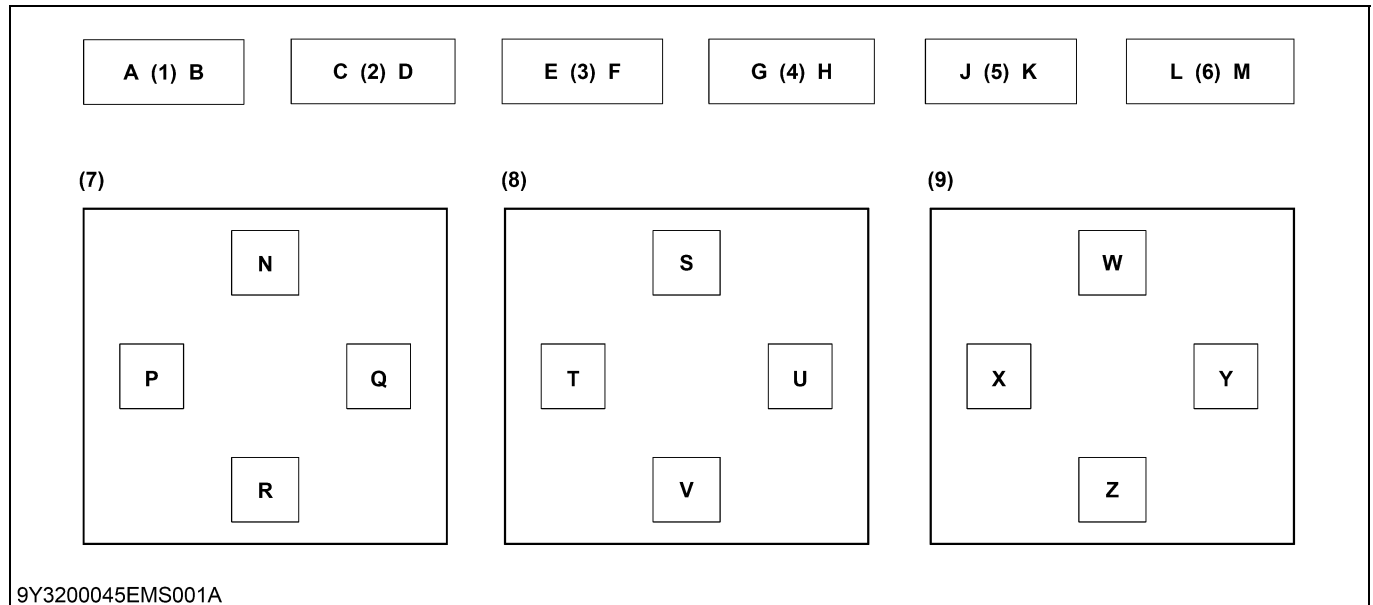 A (1) B C (2) D E (3) F G (4) H J (5) K L (6) M
(7) (8) (9)
N S W
P Q T U X Y
R V Z
9Y3200045EMS001A